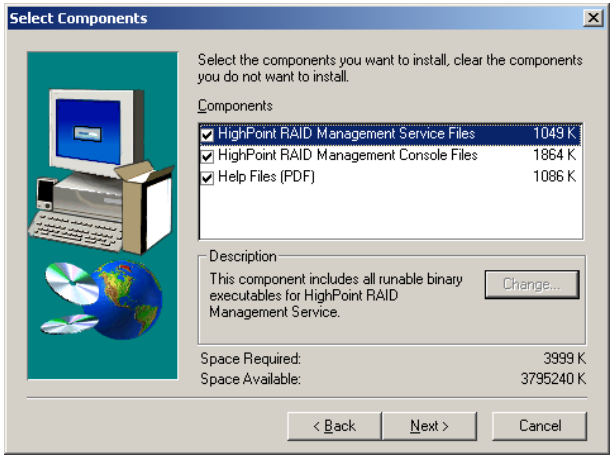 Select Components
Select the components you want to install, clear the components
you do not want to install.
Components
HighPoint RAID Management Service Files 1049 K
HighPoint RAID Management Console Files 1864 K
Help Files (PDF) 1086 K
Description
This component includes all runable binary
executables for HighPoint RAID
Management Service.
Change...
Space Required: 3999 K
Space Available: 3795240 K
< Back Next > Cancel